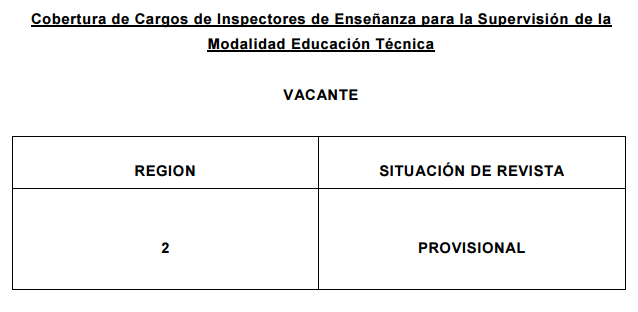 Cobertura de Cargos de Inspectores de Enseñanza para la Supervisión de la
Modalidad Educación Técnica
VACANTE
REGION SITUACIÓN DE REVISTA
2 PROVISIONAL